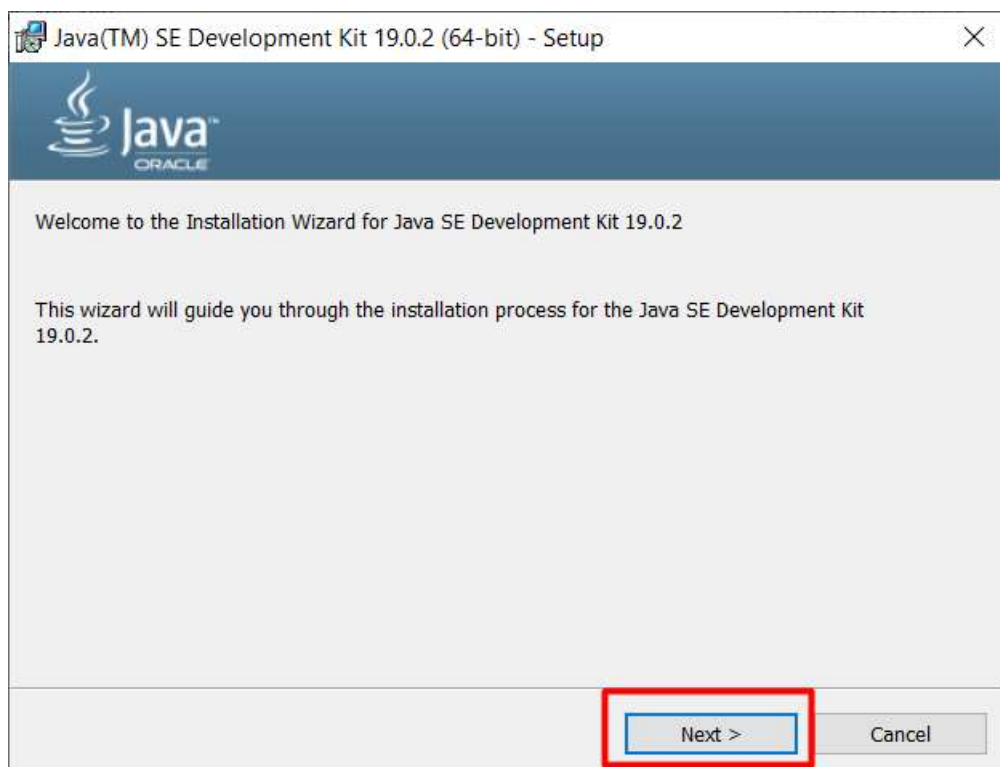 Java(TM) SE Development Kit 19.0.2 (64-bit) - Setup
Java™
ORACLE
Welcome to the Installation Wizard for Java SE Development Kit 19.0.2
This wizard will guide you through the installation process for the Java SE Development Kit
19.0.2.
Next >
Cancel